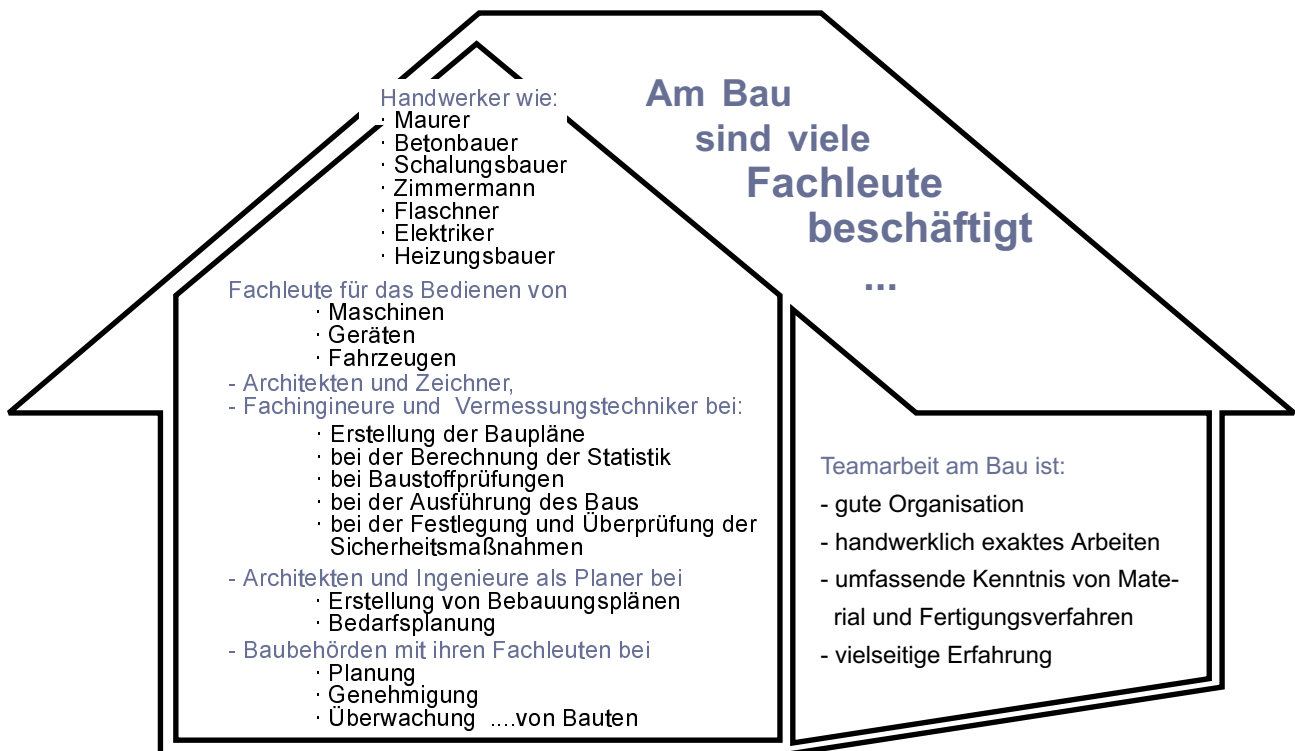 Am Bau
sind viele
Fachleute
beschäftigt
...
Handwerker wie:
· Maurer
· Betonbauer
· Schalungsbauer
· Zimmermann
· Flaschner
· Elektriker
· Heizungsbauer
Fachleute für das Bedienen von
· Maschinen
· Geräten
· Fahrzeugen
- Architekten und Zeichner,
- Fachingineure und Vermessungstechniker bei:
· Erstellung der Baupläne
· bei der Berechnung der Statistik
· bei Baustoffprüfungen
· bei der Ausführung des Baus
· bei der Festlegung und Überprüfung der
Sicherheitsmaßnahmen
- Architekten und Ingenieure als Planer bei
· Erstellung von Bebauungsplänen
· Bedarfsplanung
- Baubehörden mit ihren Fachleuten bei
· Planung
· Genehmigung
· Überwachung ....von Bauten
Teamarbeit am Bau ist:
- gute Organisation
- handwerklich exaktes Arbeiten
- umfassende Kenntnis von Mate-
rial und Fertigungsverfahren
- vielseitige Erfahrung